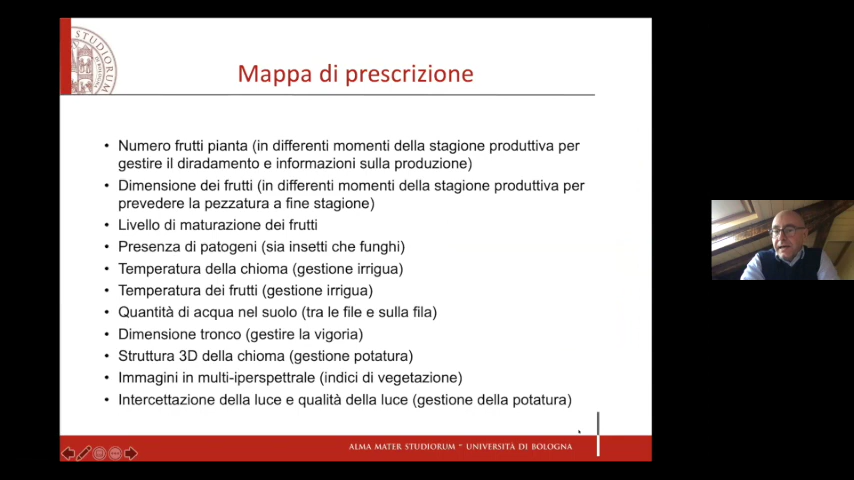 Mappa di prescrizione
• Numero frutti pianta (in differenti momenti della stagione produttiva per
gestire il diradamento e informazioni sulla produzione)
• Dimensione dei frutti (in differenti momenti della stagione produttiva per
prevedere la pezzatura a fine stagione)
• Livello di maturazione dei frutti
• Presenza di patogeni (sia insetti che funghi)
• Temperatura della chioma (gestione irrigua)
• Temperatura dei frutti (gestione irrigua)
• Quantità di acqua nel suolo (tra le file e sulla fila)
• Dimensione tronco (gestire la vigoria)
• Struttura 3D della chioma (gestione potatura)
• Immagini in multi-iperspettrale (indici di vegetazione)
• Intercettazione della luce e qualità della luce (gestione della potatura)
ALMA MATER STUDIORUM - UNIVERSITÀ DI BOLOGNA